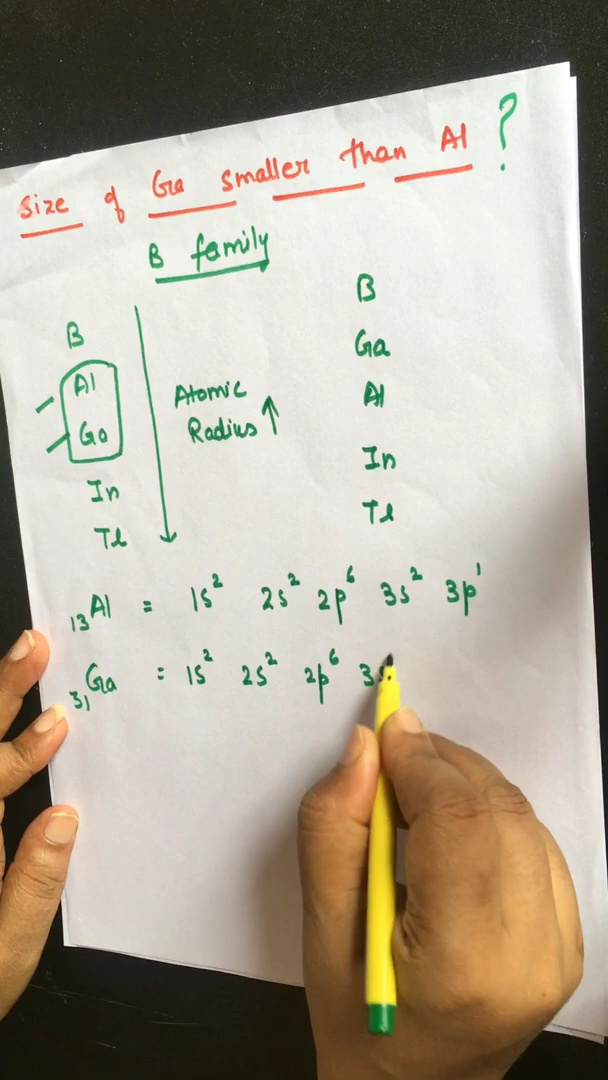 Size of Ga smaller than Al ?
B family
B
Al
Ga
In
Tl
Atomic
Radius ↑
B
Ga
Al
In
Tl
₁₃Al = 1s² 2s² 2p⁶ 3s² 3p¹
₃₁Ga = 1s² 2s² 2p⁶ 3s